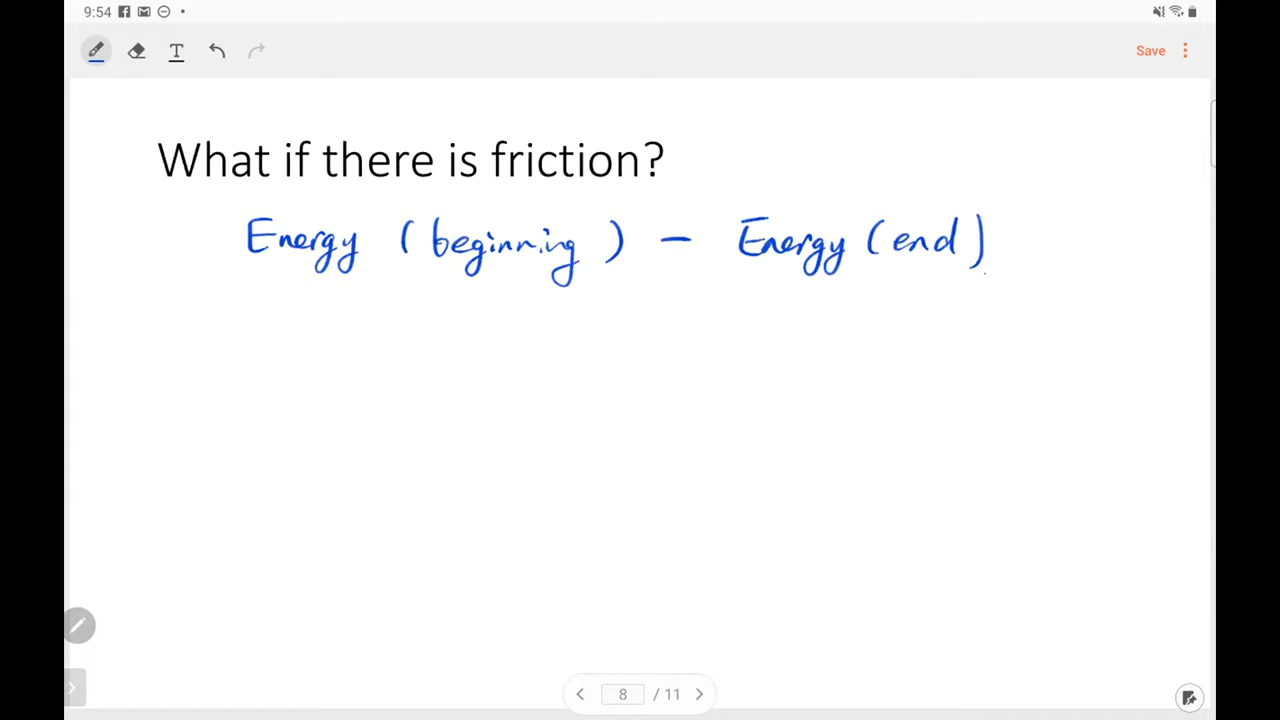 9:54
T Save
What if there is friction?
Energy (beginning) - Energy (end)
8 / 11